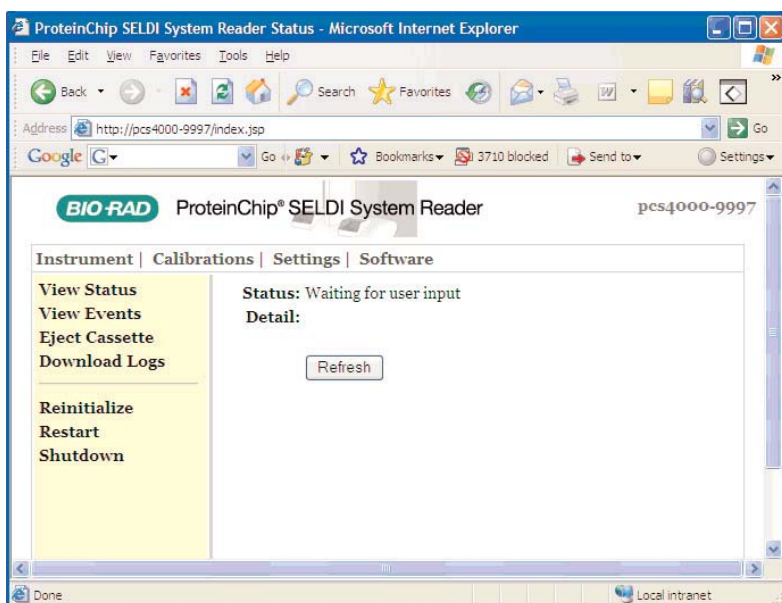 ProteinChip SELDI System Reader Status - Microsoft Internet Explorer
File Edit View Favorites Tools Help
Back Search Favorites W »
Address http://pcs4000-9997/index.jsp Go
Google G Go Bookmarks 3710 blocked Send to Settings
BIO-RAD ProteinChip® SELDI System Reader pcs4000-9997
Instrument | Calibrations | Settings | Software
View Status
View Events
Eject Cassette
Download Logs
Reinitialize
Restart
Shutdown
Status: Waiting for user input
Detail:
Refresh
Done Local intranet